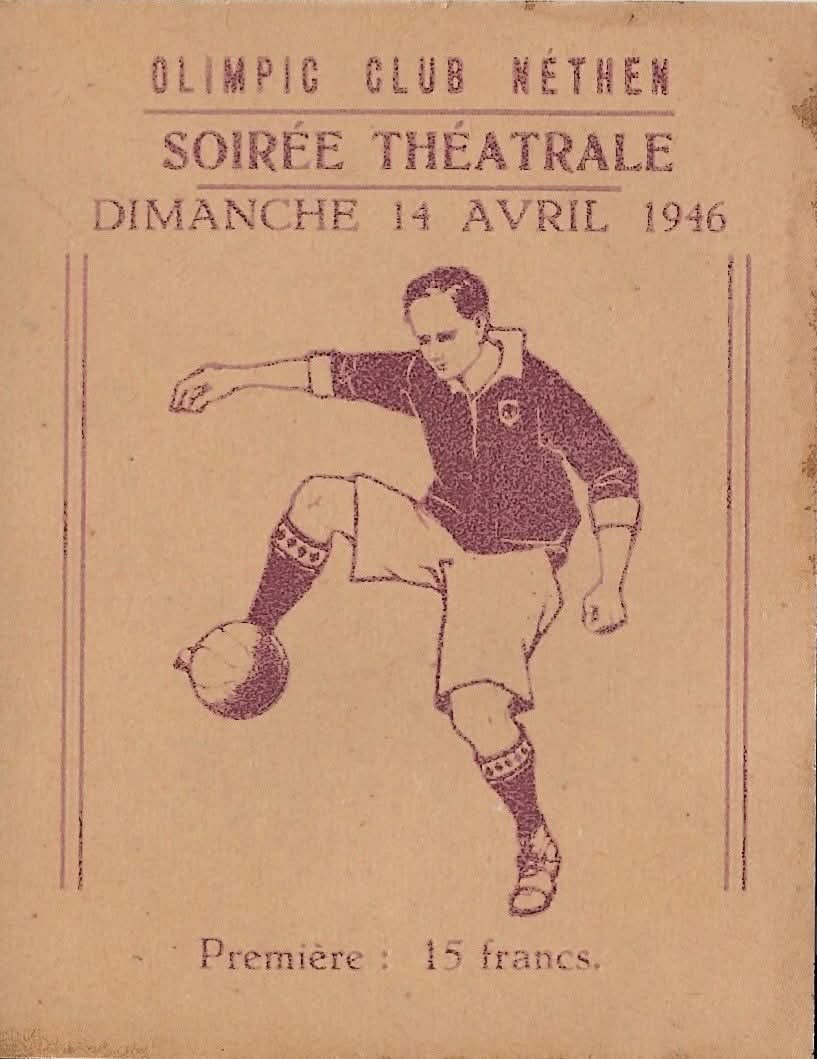 OLIMPIC CLUB NÉTHEN
SOIRÉE THÉATRALE
DIMANCHE 14 AVRIL 1946
Première : 15 francs.